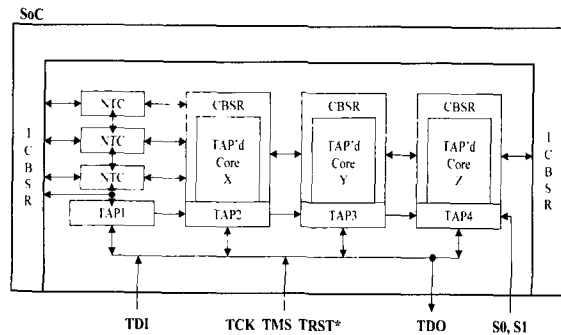 SoC
NTC
NTC
NTC
CBSR
CBSR
CBSR
TAP'd
Core
X
TAP'd
Core
Y
TAP'd
Core
Z
I
C
B
S
R
I
C
B
S
R
TAP1
TAP2
TAP3
TAP4
TDI
TCK TMS TRST*
TDO
S0, S1